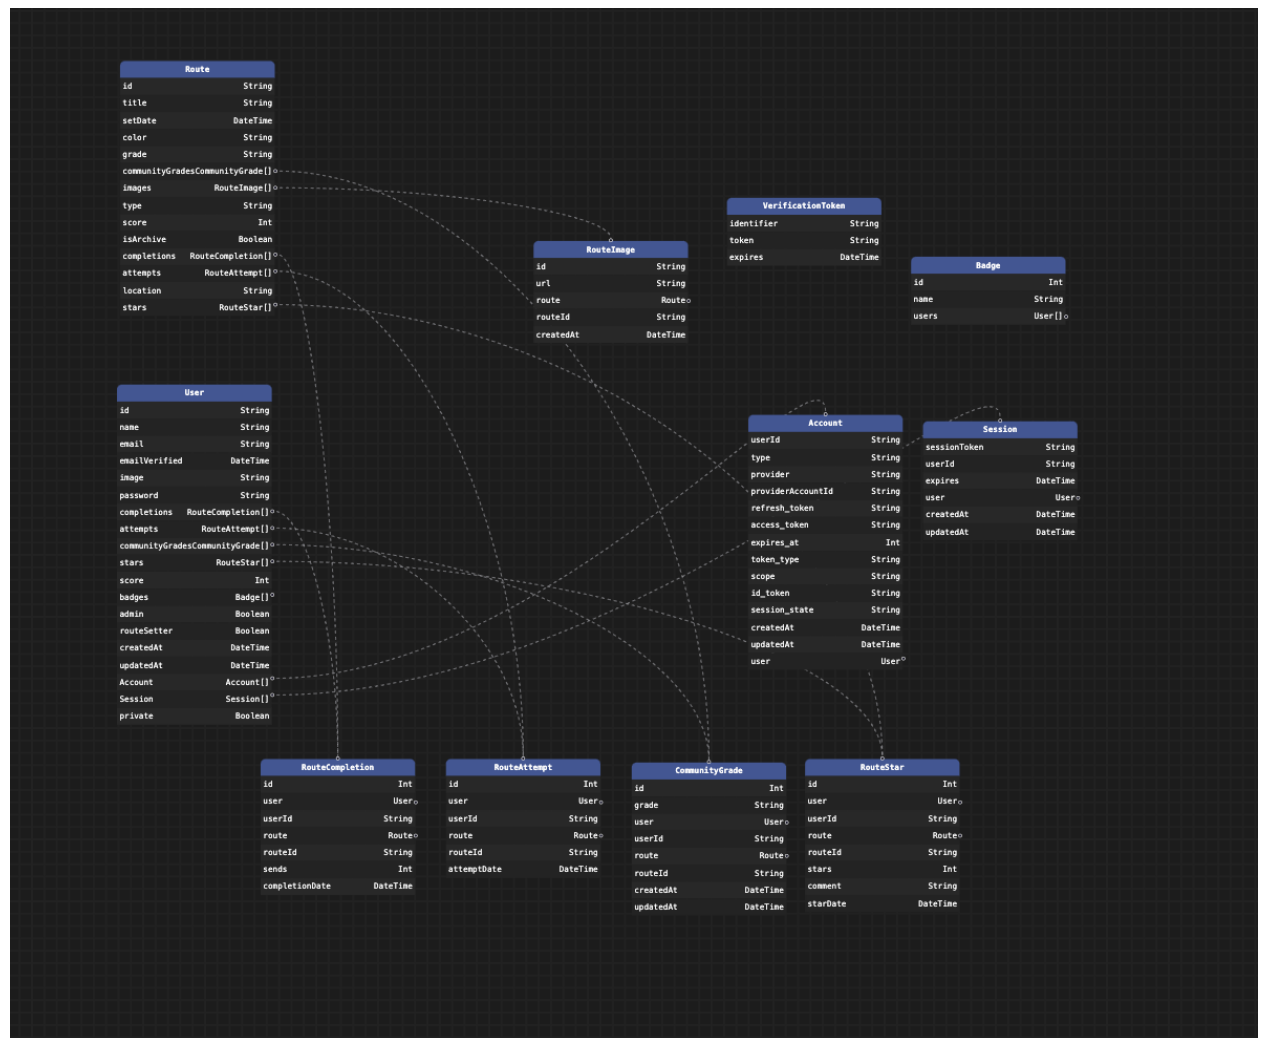 Route
id String
title String
setDate DateTime
color String
grade String
communityGradesCommunityGrade[]
images RouteImage[]
type String
score Int
isArchive Boolean
completions RouteCompletion[]
attempts RouteAttempt[]
location String
stars RouteStar[]
RouteImage
id String
url String
route Route
routeId String
createdAt DateTime
VerificationToken
identifier String
token String
expires DateTime
Badge
id Int
name String
users User[]
User
id String
name String
email String
emailVerified DateTime
image String
password String
completions RouteCompletion[]
attempts RouteAttempt[]
communityGradesCommunityGrade[]
stars RouteStar[]
score Int
badges Badge[]
admin Boolean
routeSetter Boolean
createdAt DateTime
updatedAt DateTime
Account Account[]
Session Session[]
private Boolean
Account
userId String
type String
provider String
providerAccountId String
refresh_token String
access_token String
expires_at Int
token_type String
scope String
id_token String
session_state String
createdAt DateTime
updatedAt DateTime
user User
Session
sessionToken String
userId String
expires DateTime
user User
createdAt DateTime
updatedAt DateTime
RouteCompletion
id Int
user User
userId String
route Route
routeId String
sends Int
completionDate DateTime
RouteAttempt
id Int
user User
userId String
route Route
routeId String
attemptDate DateTime
CommunityGrade
id Int
grade String
user User
userId String
route Route
routeId String
createdAt DateTime
updatedAt DateTime
RouteStar
id Int
user User
userId String
route Route
routeId String
stars Int
comment String
starDate DateTime